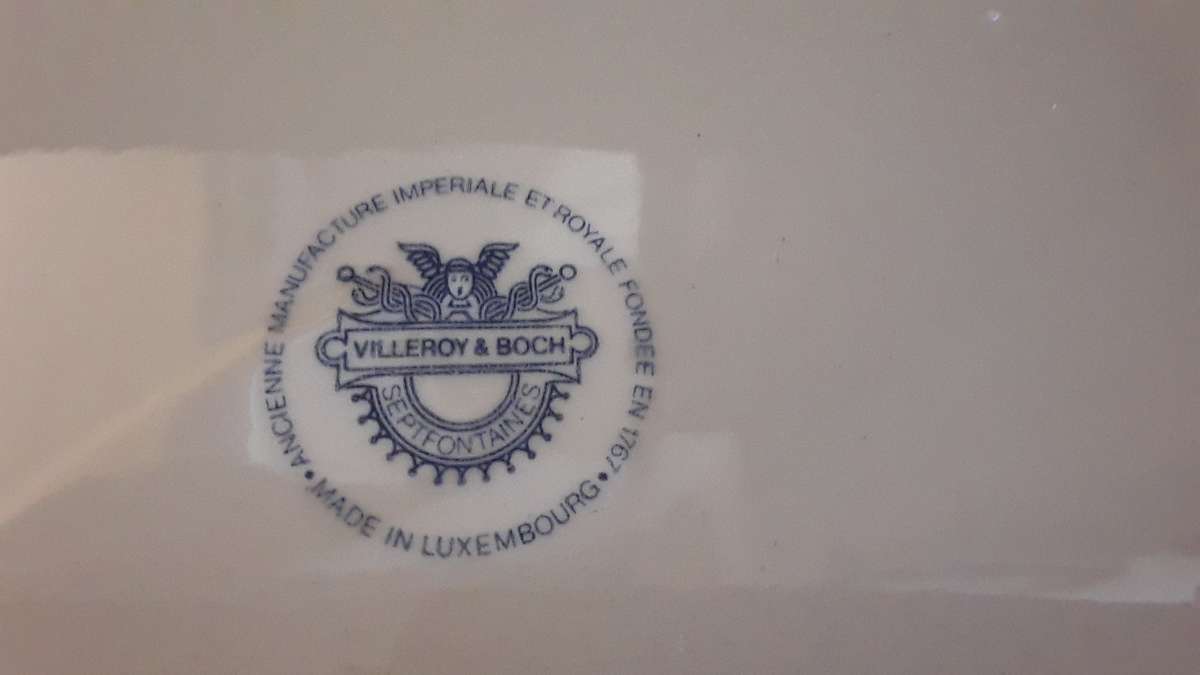 ANCIENNE MANUFACTURE IMPERIALE ET ROYALE FONDEE EN 1767
VILLEROY & BOCH
SEPTFONTAINES
• MADE IN LUXEMBOURG •